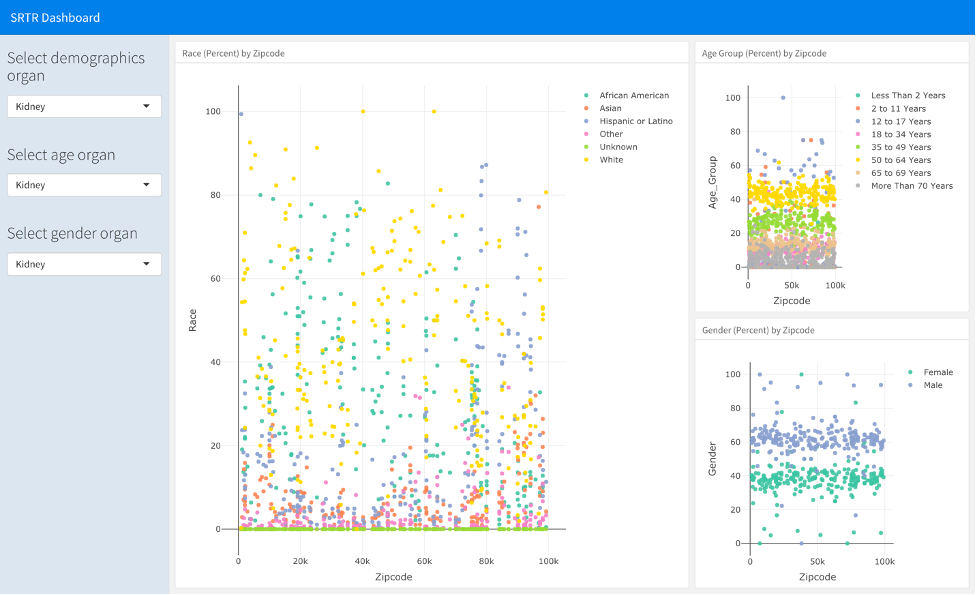 SRTR Dashboard
Select demographics
organ
Kidney
Select age organ
Kidney
Select gender organ
Kidney
Race (Percent) by Zipcode
100
80
60
40
20
0
Race
0
20k
40k
60k
80k
100k
Zipcode
African American
Asian
Hispanic or Latino
Other
Unknown
White
Age Group (Percent) by Zipcode
100
80
60
40
20
0
Age_Group
0
50k
100k
Zipcode
Less Than 2 Years
2 to 11 Years
12 to 17 Years
18 to 34 Years
35 to 49 Years
50 to 64 Years
65 to 69 Years
More Than 70 Years
Gender (Percent) by Zipcode
100
80
60
40
20
0
Gender
0
50k
100k
Zipcode
Female
Male